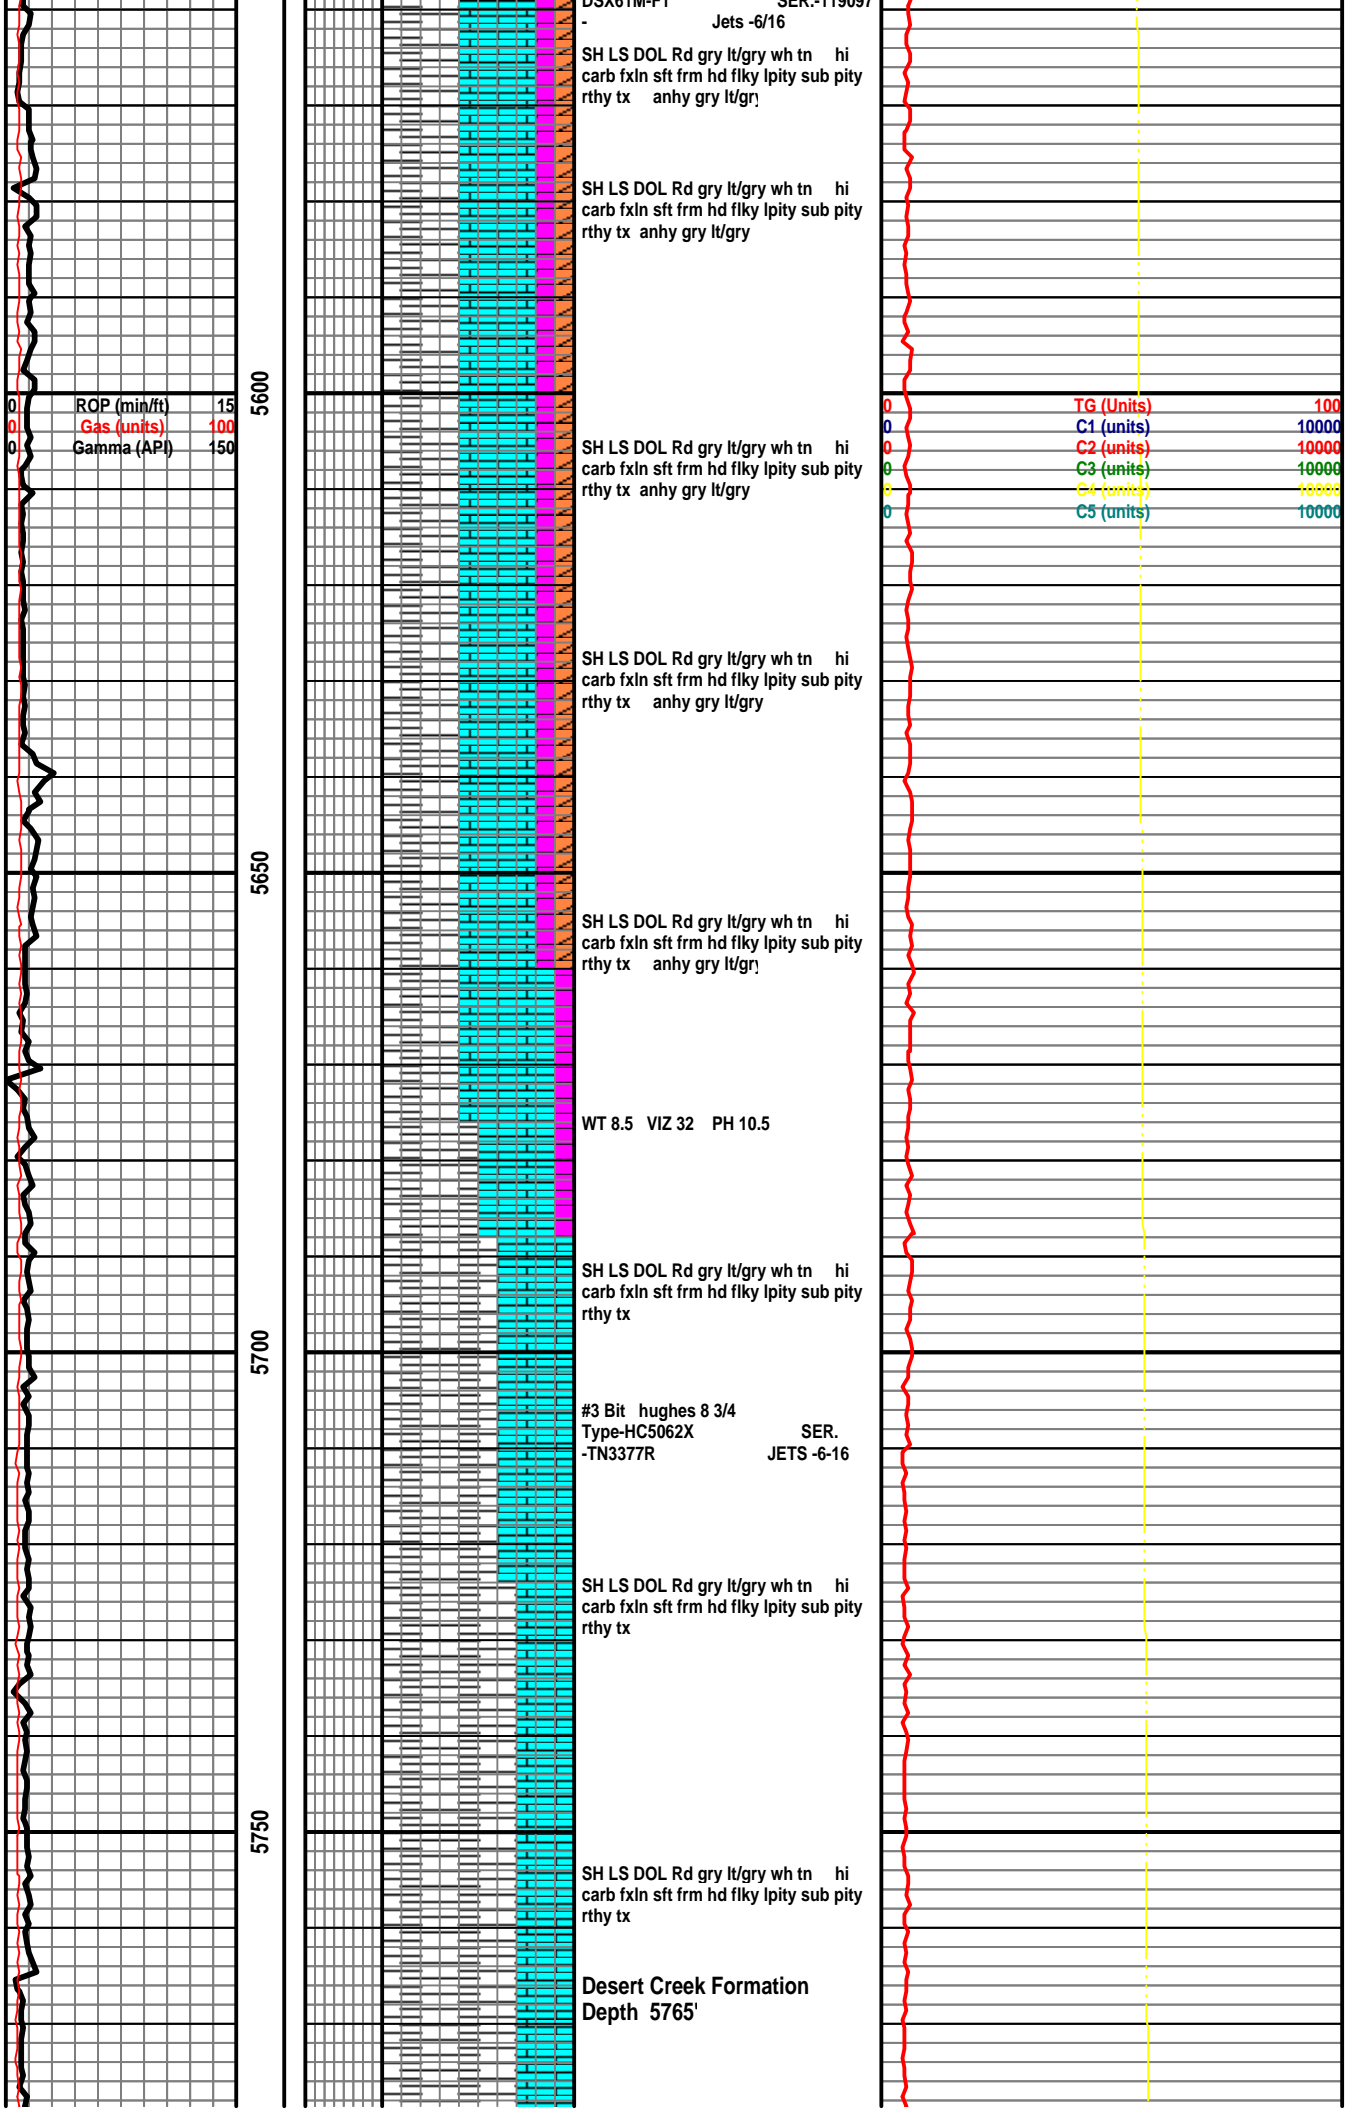 DSX61M-F1 SER.-119097
- Jets -6/16
SH LS DOL Rd gry lt/gry wh tn hi
carb fxln sft frm hd flky lpity sub pity
rthy tx anhy gry lt/gry
SH LS DOL Rd gry lt/gry wh tn hi
carb fxln sft frm hd flky lpity sub pity
rthy tx anhy gry lt/gry
5600
0 ROP (min/ft) 15
0 Gas (units) 100
0 Gamma (API) 150
0 TG (Units) 100
0 C1 (units) 10000
0 C2 (units) 10000
0 C3 (units) 10000
0 C4 (units) 10000
0 C5 (units) 10000
SH LS DOL Rd gry lt/gry wh tn hi
carb fxln sft frm hd flky lpity sub pity
rthy tx anhy gry lt/gry
SH LS DOL Rd gry lt/gry wh tn hi
carb fxln sft frm hd flky lpity sub pity
rthy tx anhy gry lt/gry
5650
SH LS DOL Rd gry lt/gry wh tn hi
carb fxln sft frm hd flky lpity sub pity
rthy tx anhy gry lt/gry
WT 8.5 VIZ 32 PH 10.5
SH LS DOL Rd gry lt/gry wh tn hi
carb fxln sft frm hd flky lpity sub pity
rthy tx
5700
#3 Bit hughes 8 3/4
Type-HC5062X SER.
-TN3377R JETS -6-16
SH LS DOL Rd gry lt/gry wh tn hi
carb fxln sft frm hd flky lpity sub pity
rthy tx
5750
SH LS DOL Rd gry lt/gry wh tn hi
carb fxln sft frm hd flky lpity sub pity
rthy tx
Desert Creek Formation
Depth 5765'